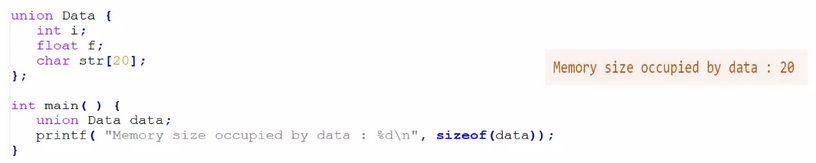 union Data {
   int i;
   float f;
   char str[20];
};
Memory size occupied by data : 20
int main( ) {
   union Data data;
   printf( "Memory size occupied by data : %d\n", sizeof(data));
}